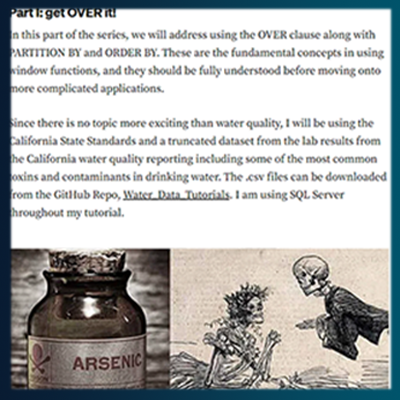 Part I: get OVER it!
In this part of the series, we will address using the OVER clause along with
PARTITION BY and ORDER BY. These are the fundamental concepts in using
window functions, and they should be fully understood before moving onto
more complicated applications.
Since there is no topic more exciting than water quality, I will be using the
California State Standards and a truncated dataset from the lab results from
the California water quality reporting including some of the most common
toxins and contaminants in drinking water. The .csv files can be downloaded
from the GitHub Repo, Water_Data_Tutorials. I am using SQL Server
throughout my tutorial.
ARSENIC